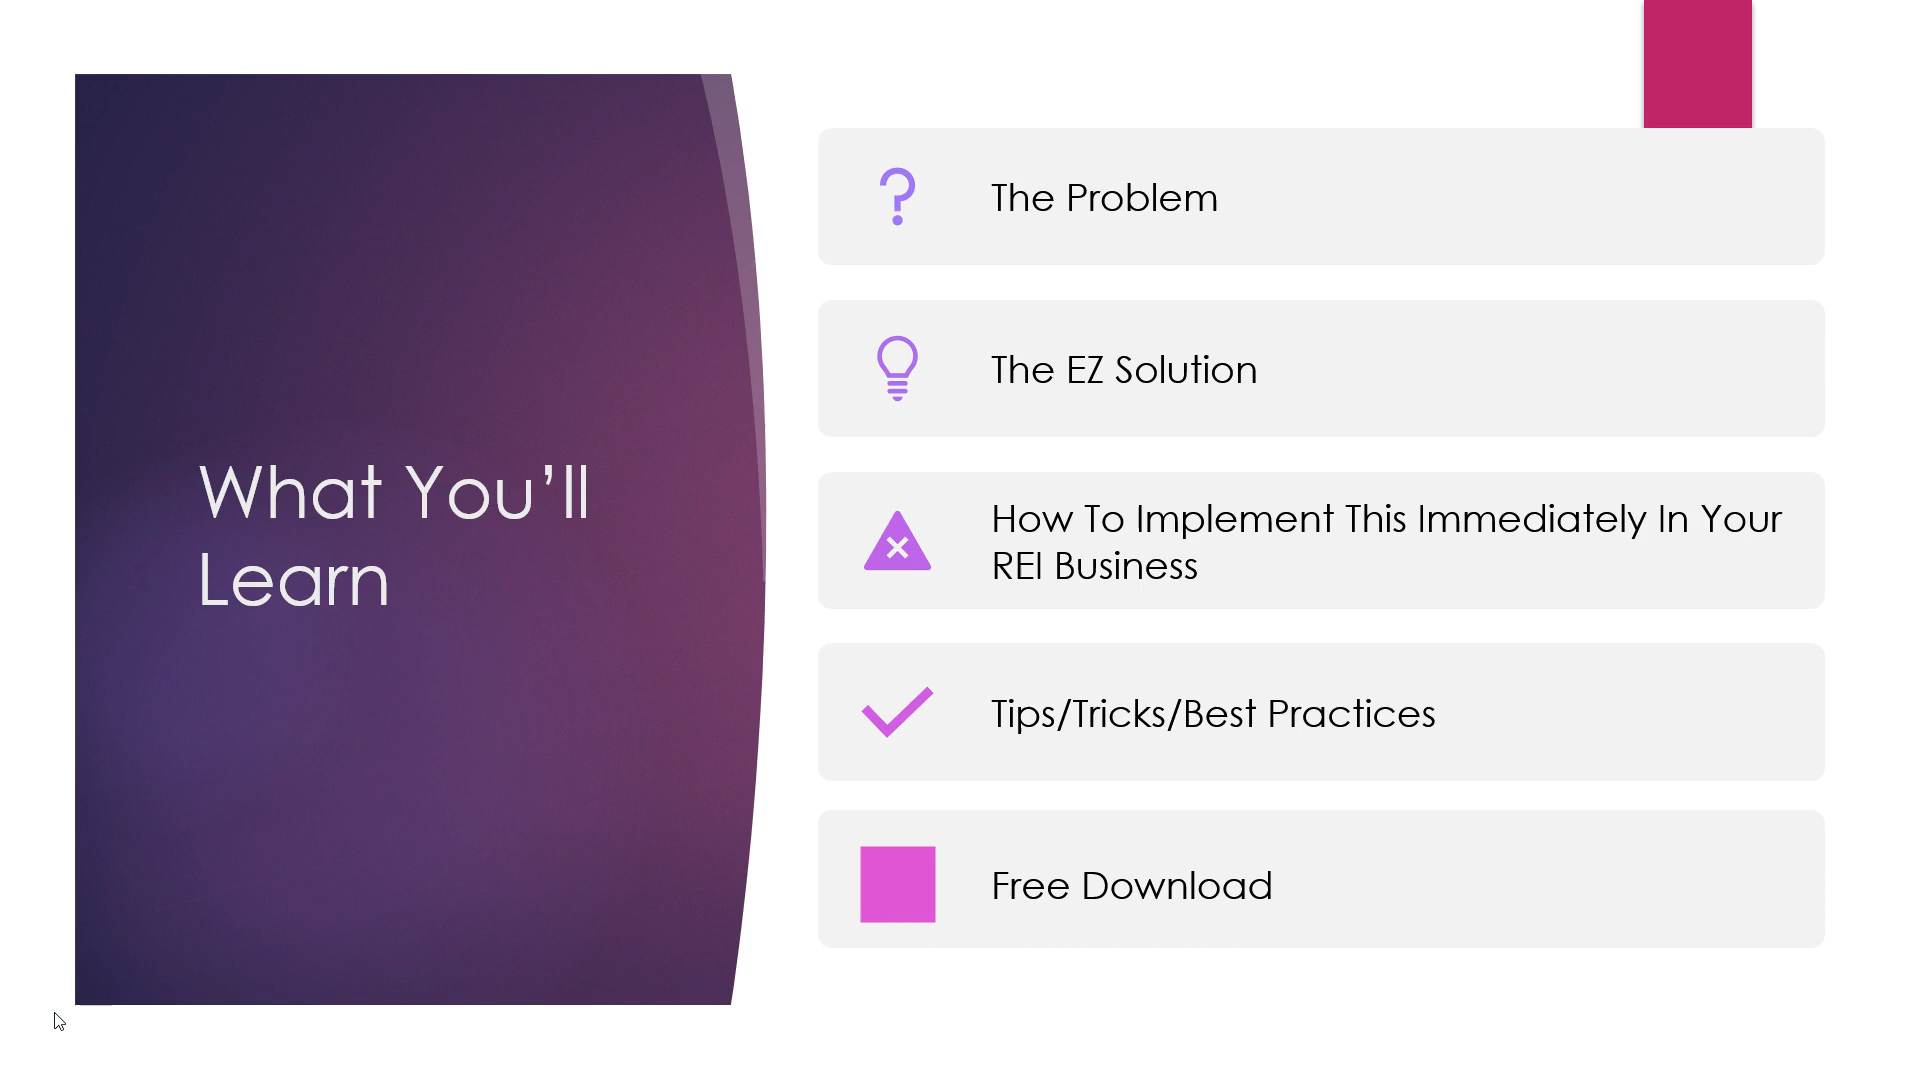 What You’ll
Learn
The Problem
The EZ Solution
How To Implement This Immediately In Your
REI Business
Tips/Tricks/Best Practices
Free Download